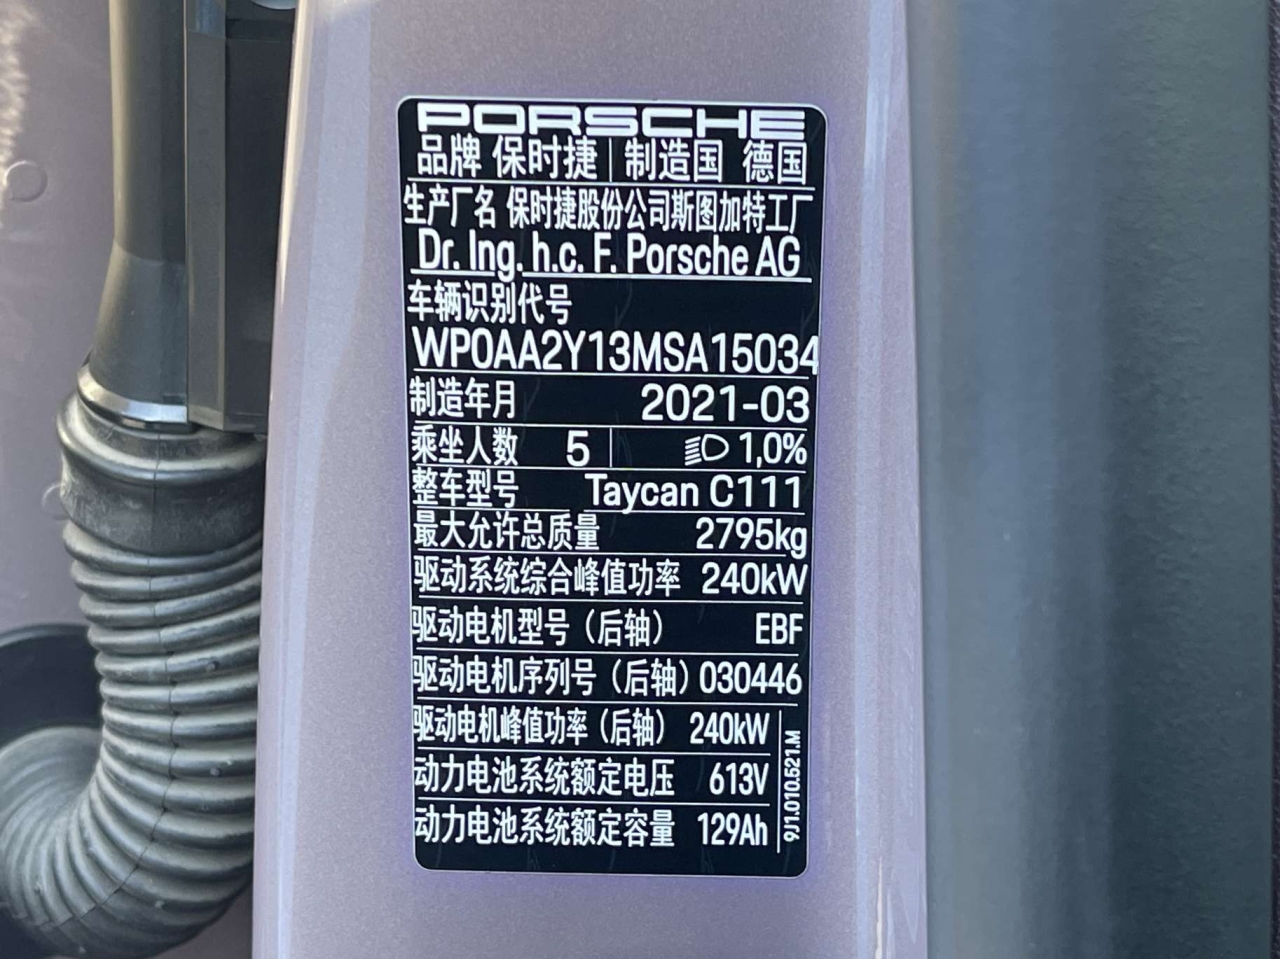 PORSCHE
品牌 保时捷 制造国 德国
生产厂名 保时捷股份公司斯图加特工厂
Dr. Ing. h.c. F. Porsche AG
车辆识别代号
WP0AA2Y13MSA15034
制造年月 2021-03
乘坐人数 5 1,0%
整车型号 Taycan C111
最大允许总质量 2795kg
驱动系统综合峰值功率 240kW
驱动电机型号（后轴） EBF
驱动电机序列号（后轴）030446
驱动电机峰值功率（后轴） 240kW
动力电池系统额定电压 613V
动力电池系统额定容量 129Ah
9J1.010.521.M